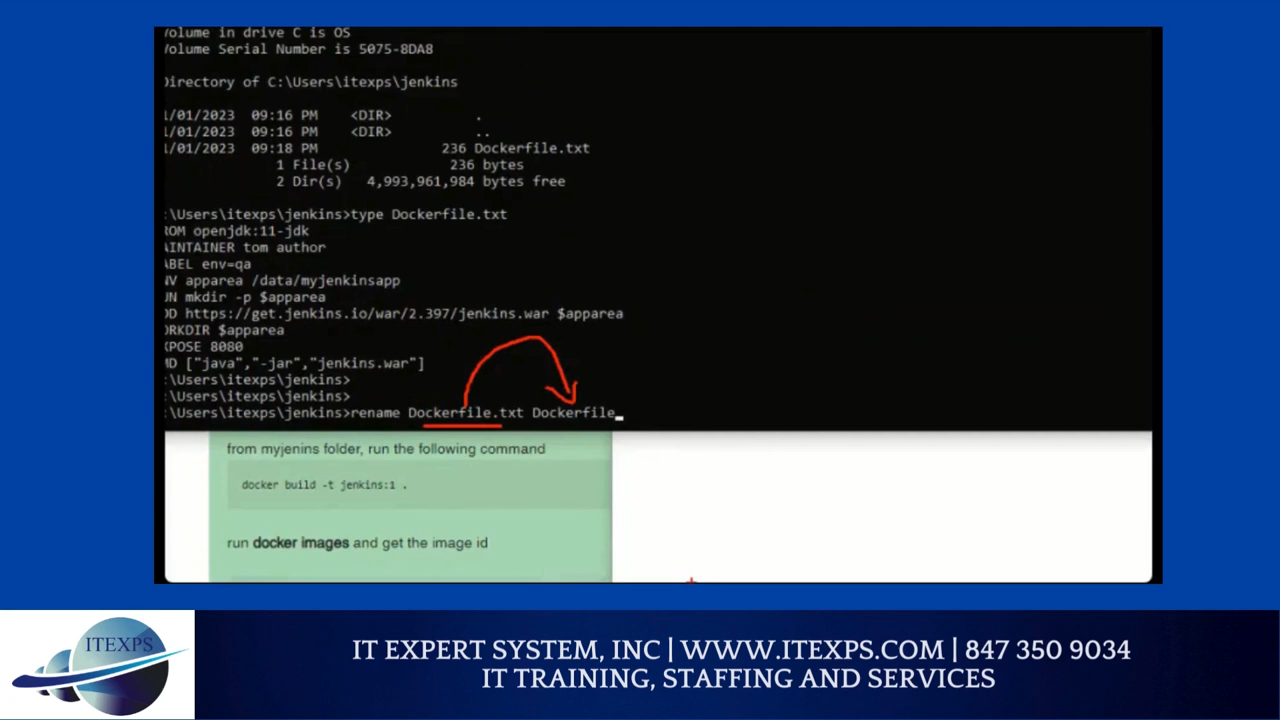 Volume in drive C is OS
Volume Serial Number is 5075-8DA8
Directory of C:\Users\itexps\jenkins
1/01/2023 09:16 PM <DIR> .
1/01/2023 09:16 PM <DIR> ..
1/01/2023 09:18 PM 236 Dockerfile.txt
1 File(s) 236 bytes
2 Dir(s) 4,993,961,984 bytes free
:\Users\itexps\jenkins>type Dockerfile.txt
ROM openjdk:11-jdk
AINTAINER tom author
ABEL env=qa
NV apparea /data/myjenkinsapp
UN mkdir -p $apparea
DD https://get.jenkins.io/war/2.397/jenkins.war $apparea
ORKDIR $apparea
XPOSE 8080
MD ["java","-jar","jenkins.war"]
:\Users\itexps\jenkins>
:\Users\itexps\jenkins>
:\Users\itexps\jenkins>rename Dockerfile.txt Dockerfile
from myjenins folder, run the following command
docker build -t jenkins:1 .
run docker images and get the image id
ITEXPS
IT EXPERT SYSTEM, INC | WWW.ITEXPS.COM | 847 350 9034
IT TRAINING, STAFFING AND SERVICES